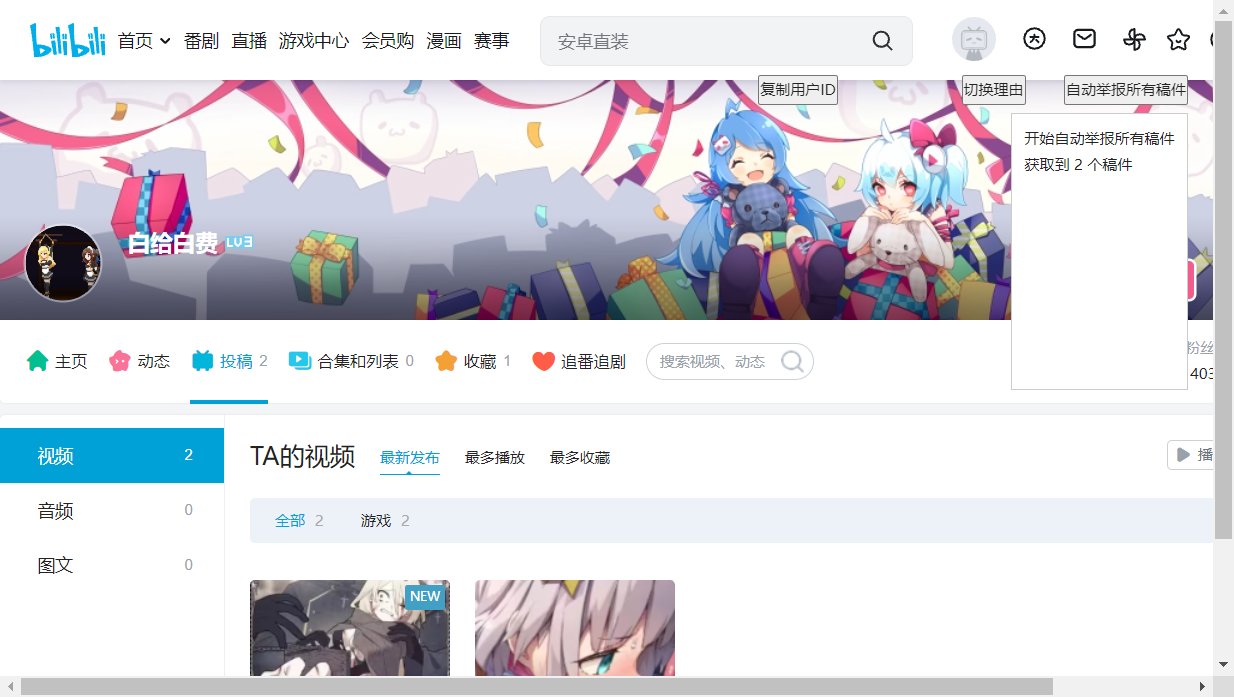 bilibili 首页 番剧 直播 游戏中心 会员购 漫画 赛事 安卓直装
复制用户ID 切换理由 自动举报所有稿件
开始自动举报所有稿件
获取到 2 个稿件
白给白费 LV3
主页 动态 投稿 2 合集和列表 0 收藏 1 追番追剧 搜索视频、动态
粉丝
403
视频 2
音频 0
图文 0
TA的视频 最新发布 最多播放 最多收藏 播
全部 2 游戏 2
NEW